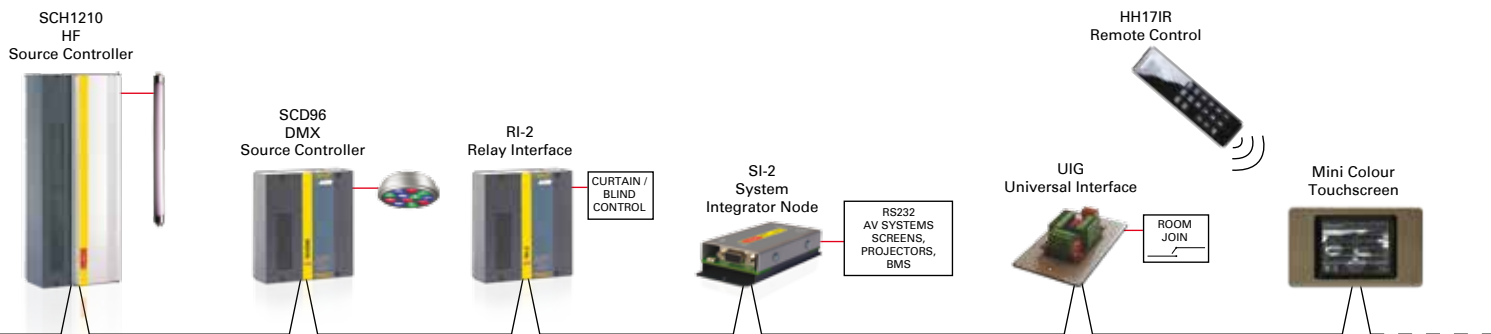 SCH1210
HF
Source Controller
SCD96
DMX
Source Controller
RI-2
Relay Interface
CURTAIN /
BLIND
CONTROL
SI-2
System
Integrator Node
RS232
AV SYSTEMS
SCREENS,
PROJECTORS,
BMS
HH17IR
Remote Control
UIG
Universal Interface
ROOM
JOIN
Mini Colour
Touchscreen